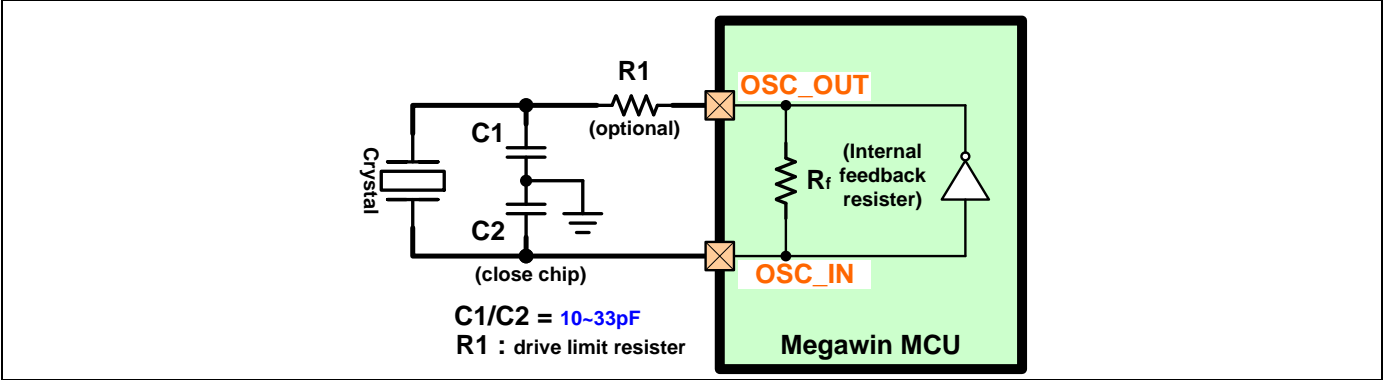 R1
(optional)
OSC_OUT
C1
Crystal
Rf
(Internal
feedback
resister)
C2
(close chip)
OSC_IN
C1/C2 = 10~33pF
R1 : drive limit resister
Megawin MCU